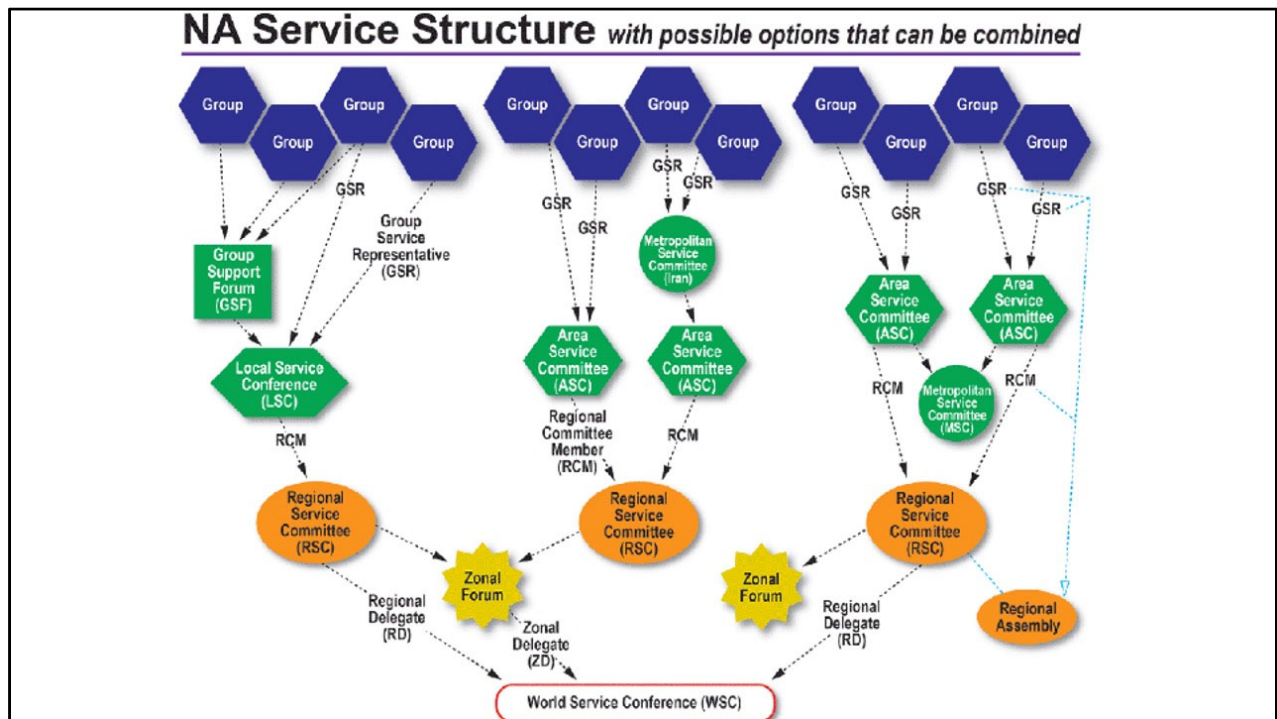 NA Service Structure with possible options that can be combined
Group
Group
Group
Group
Group
Group
Group
Group
Group
Group
Group
Group
GSR
Group
Service
Representative
(GSR)
GSR
GSR
GSR
GSR
GSR
GSR
GSR
GSR
Group
Support
Forum
(GSF)
Metropolitan
Service
Committee
(Iran)
Local Service
Conference
(LSC)
Area
Service
Committee
(ASC)
Area
Service
Committee
(ASC)
Area
Service
Committee
(ASC)
Area
Service
Committee
(ASC)
Metropolitan
Service
Committee
(MSC)
RCM
Regional
Committee
Member
(RCM)
RCM
RCM
RCM
Regional
Service
Committee
(RSC)
Regional
Service
Committee
(RSC)
Regional
Service
Committee
(RSC)
Zonal
Forum
Zonal
Forum
Regional
Assembly
Regional
Delegate
(RD)
Zonal
Delegate
(ZD)
Regional
Delegate
(RD)
World Service Conference (WSC)